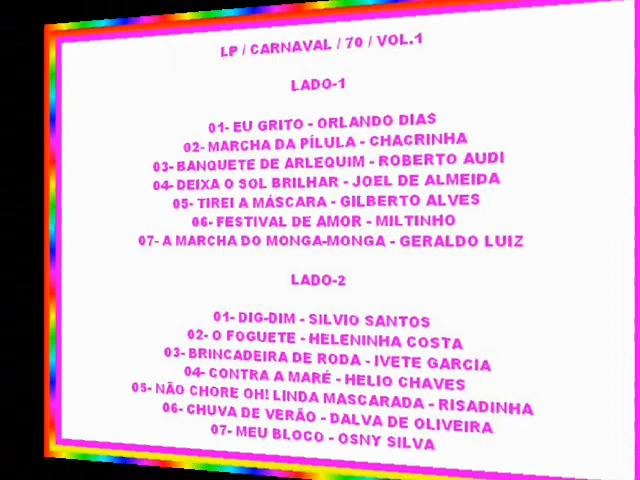 LP / CARNAVAL / 70 / VOL.1
LADO-1
01- EU GRITO - ORLANDO DIAS
02- MARCHA DA PÍLULA - CHACRINHA
03- BANQUETE DE ARLEQUIM - ROBERTO AUDI
04- DEIXA O SOL BRILHAR - JOEL DE ALMEIDA
05- TIREI A MÁSCARA - GILBERTO ALVES
06- FESTIVAL DE AMOR - MILTINHO
07- A MARCHA DO MONGA-MONGA - GERALDO LUIZ
LADO-2
01- DIG-DIM - SILVIO SANTOS
02- O FOGUETE - HELENINHA COSTA
03- BRINCADEIRA DE RODA - IVETE GARCIA
04- CONTRA A MARÉ - HELIO CHAVES
05- NÃO CHORE OH! LINDA MASCARADA - RISADINHA
06- CHUVA DE VERÃO - DALVA DE OLIVEIRA
07- MEU BLOCO - OSNY SILVA